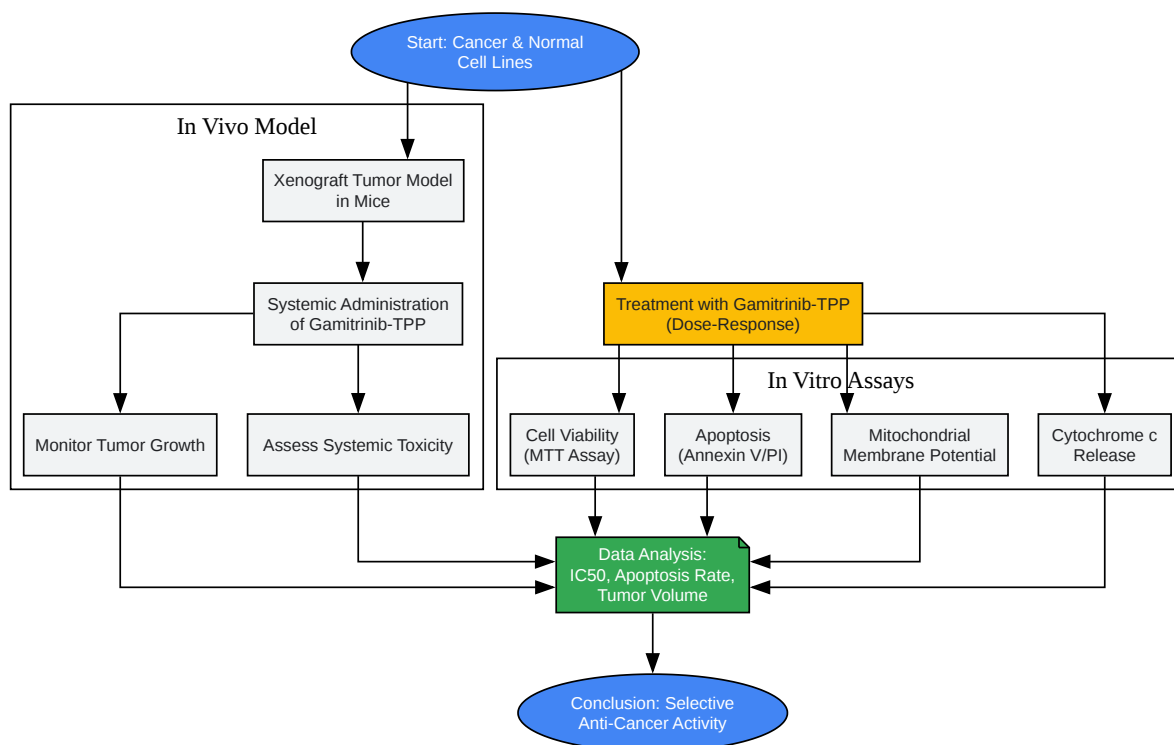 Start: Cancer & Normal
Cell Lines
In Vivo Model
Xenograft Tumor Model
in Mice
Systemic Administration
of Gamitrinib-TPP
Treatment with Gamitrinib-TPP
(Dose-Response)
In Vitro Assays
Monitor Tumor Growth
Assess Systemic Toxicity
Cell Viability
(MTT Assay)
Apoptosis
(Annexin V/PI)
Mitochondrial
Membrane Potential
Cytochrome c
Release
Data Analysis:
IC50, Apoptosis Rate,
Tumor Volume
Conclusion: Selective
Anti-Cancer Activity